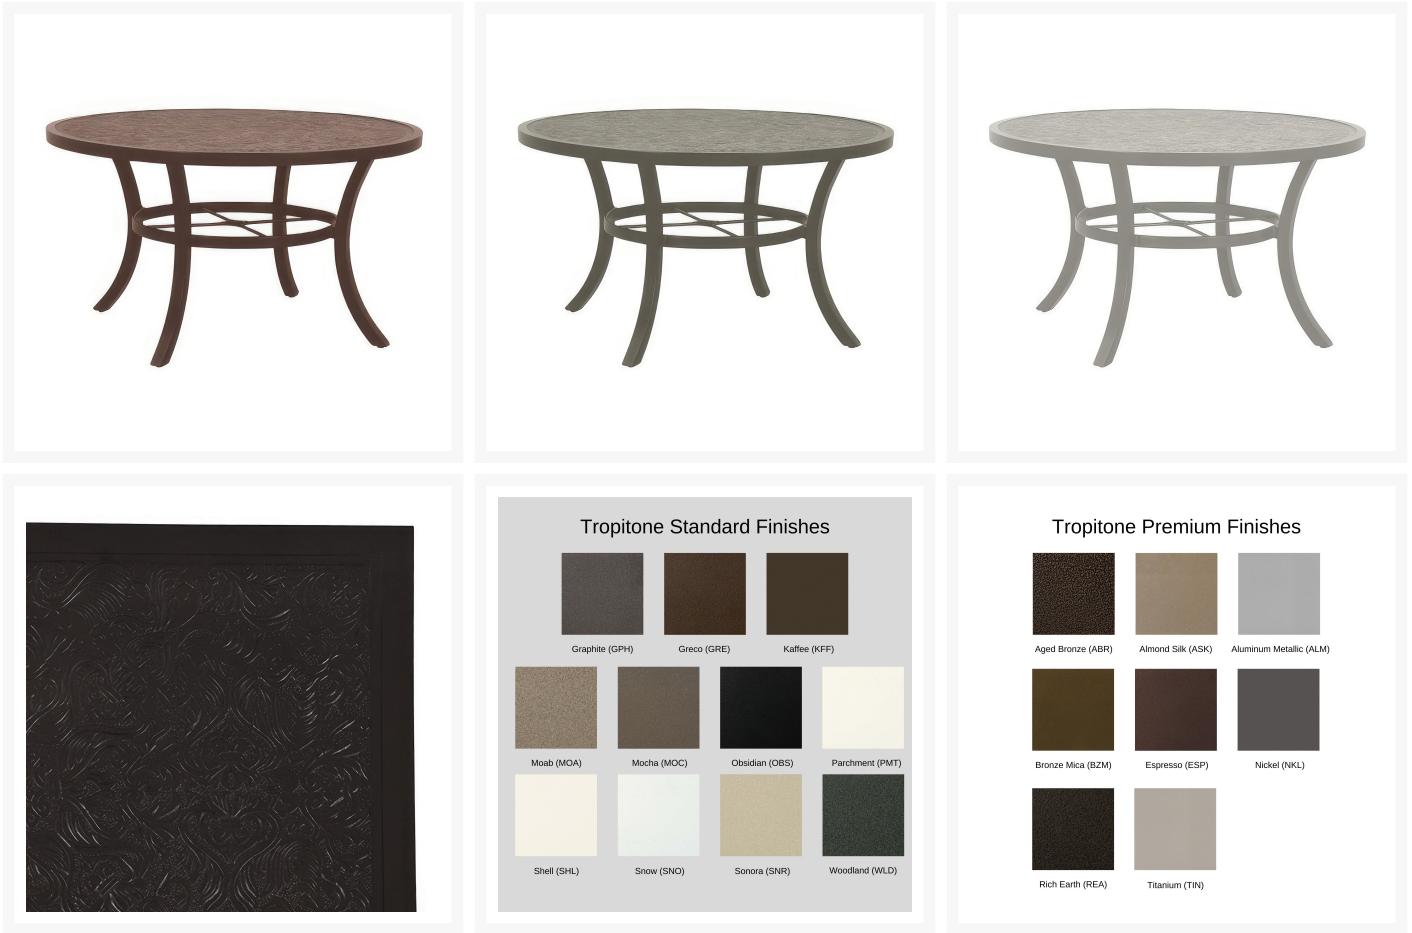 Tropitone Standard Finishes
Graphite (GPH) Greco (GRE) Kaffee (KFF)
Moab (MOA) Mocha (MOC) Obsidian (OBS) Parchment (PMT)
Shell (SHL) Snow (SNO) Sonora (SNR) Woodland (WLD)
Tropitone Premium Finishes
Aged Bronze (ABR) Almond Silk (ASK) Aluminum Metallic (ALM)
Bronze Mica (BZM) Espresso (ESP) Nickel (NKL)
Rich Earth (REA) Titanium (TIN)